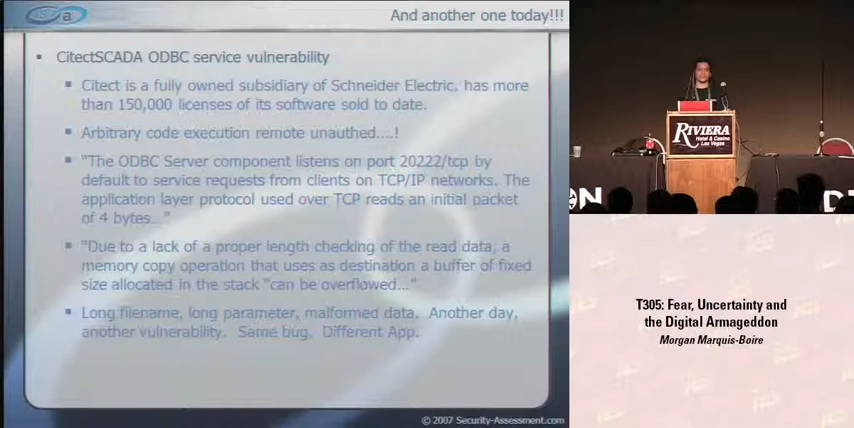 And another one today!!!
CitectSCADA ODBC service vulnerability
Citect is a fully owned subsidiary of Schneider Electric, has more
than 150,000 licenses of its software sold to date.
Arbitrary code execution remote unauthed....!
"The ODBC Server component listens on port 20222/tcp by
default to service requests from clients on TCP/IP networks. The
application layer protocol used over TCP reads an initial packet
of 4 bytes..."
"Due to a lack of a proper length checking of the read data, a
memory copy operation that uses as destination a buffer of fixed
size allocated in the stack "can be overflowed..."
Long filename, long parameter, malformed data. Another day,
another vulnerability. Same bug. Different App.
© 2007 Security-Assessment.com
RIVIERA
Hotel & Casino
Las Vegas
T305: Fear, Uncertainty and
the Digital Armageddon
Morgan Marquis-Boire